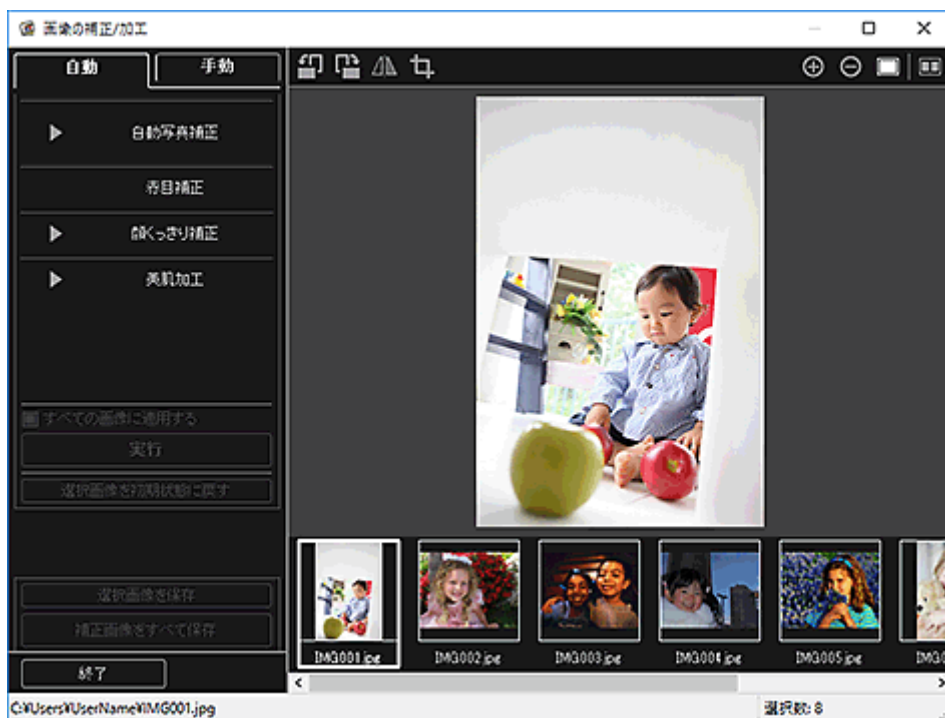 画像の補正/加工
自動
手動
自動写真補正
赤目補正
顔くっきり補正
美肌加工
すべての画像に適用する
実行
選択画像を初期状態に戻す
選択画像を保存
補正画像をすべて保存
終了
IMG001.jpg
IMG002.jpg
IMG003.jpg
IMG004.jpg
IMG005.jpg
C:¥Users¥UserName¥IMG001.jpg
選択数: 8